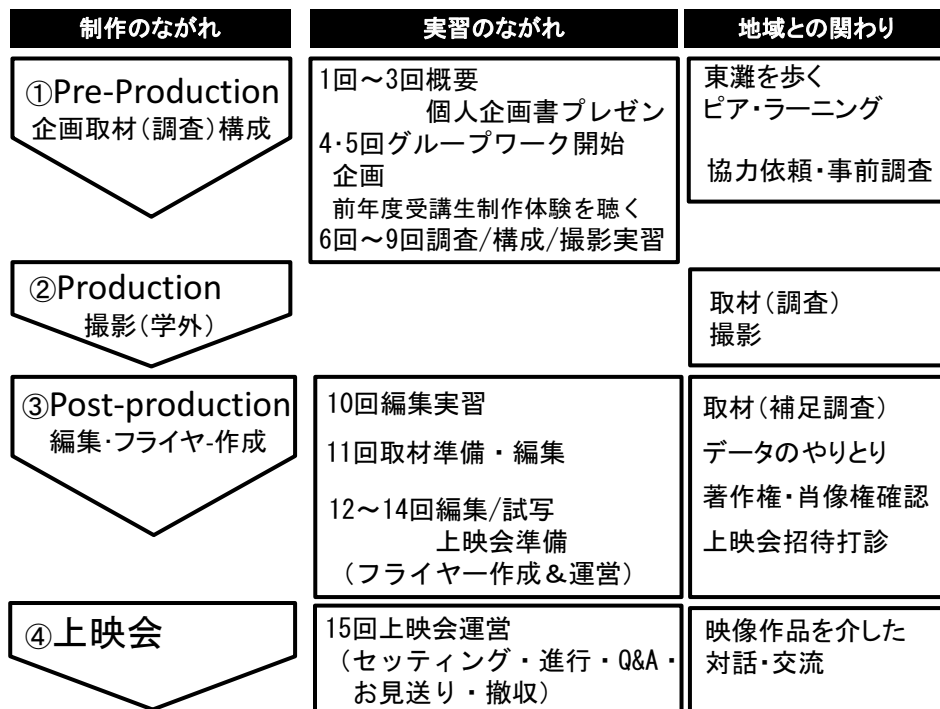 制作のながれ
実習のながれ
地域との関わり
①Pre-Production
企画取材(調査)構成
1回～3回概要
個人企画書プレゼン
4・5回グループワーク開始
企画
前年度受講生制作体験を聴く
6回～9回調査/構成/撮影実習
東灘を歩く
ピア・ラーニング
協力依頼・事前調査
②Production
撮影(学外)
取材(調査)
撮影
③Post-production
編集・フライヤ-作成
10回編集実習
11回取材準備・編集
12～14回編集/試写
上映会準備
(フライヤー作成&運営)
取材(補足調査)
データのやりとり
著作権・肖像権確認
上映会招待打診
④上映会
15回上映会運営
(セッティング・進行・Q&A・
お見送り・撤収)
映像作品を介した
対話・交流